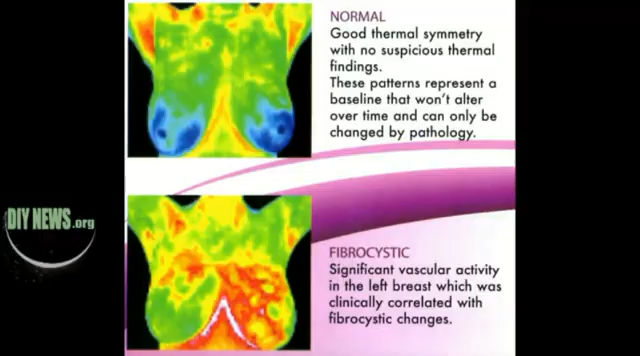 NORMAL
Good thermal symmetry
with no suspicious thermal
findings.
These patterns represent a
baseline that won't alter
over time and can only be
changed by pathology.
DIY NEWS.org
FIBROCYSTIC
Significant vascular activity
in the left breast which was
clinically correlated with
fibrocystic changes.